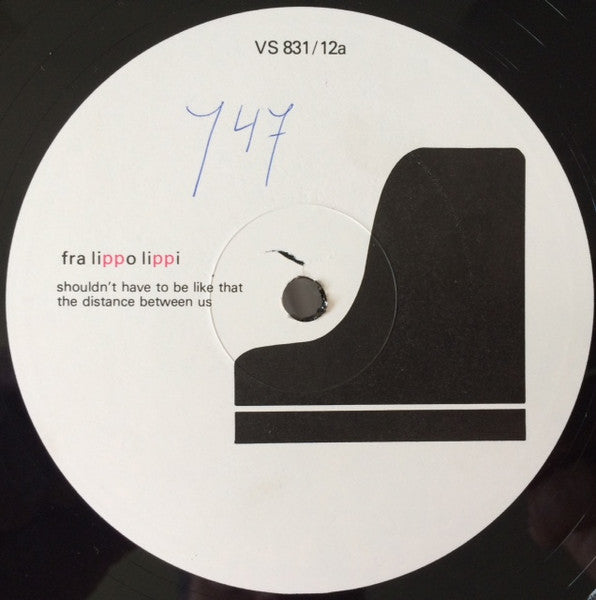 VS 831/12a
747
fra lippo lippi
shouldn't have to be like that
the distance between us